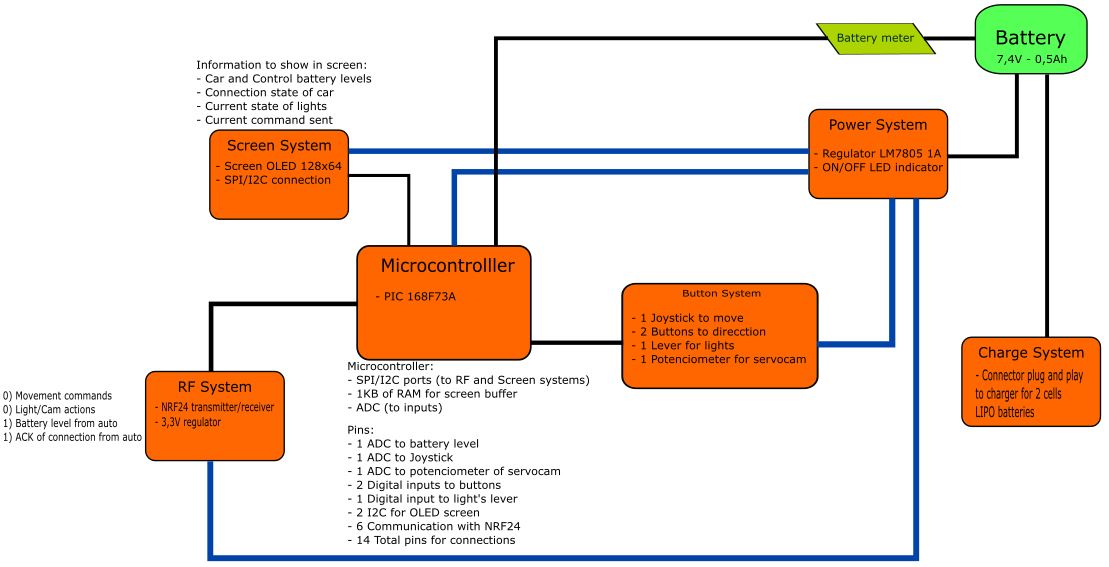 Battery meter
Battery
7,4V - 0,5Ah
Information to show in screen:
- Car and Control battery levels
- Connection state of car
- Current state of lights
- Current command sent
Screen System
- Screen OLED 128x64
- SPI/I2C connection
Power System
- Regulator LM7805 1A
- ON/OFF LED indicator
Microcontrolller
- PIC 168F73A
Button System
- 1 Joystick to move
- 2 Buttons to direcction
- 1 Lever for lights
- 1 Potenciometer for servocam
Charge System
- Connector plug and play
to charger for 2 cells
LIPO batteries
RF System
- NRF24 transmitter/receiver
- 3,3V regulator
0) Movement commands
0) Light/Cam actions
1) Battery level from auto
1) ACK of connection from auto
Microcontroller:
- SPI/I2C ports (to RF and Screen systems)
- 1KB of RAM for screen buffer
- ADC (to inputs)
Pins:
- 1 ADC to battery level
- 1 ADC to Joystick
- 1 ADC to potenciometer of servocam
- 2 Digital inputs to buttons
- 1 Digital input to light's lever
- 2 I2C for OLED screen
- 6 Communication with NRF24
- 14 Total pins for connections